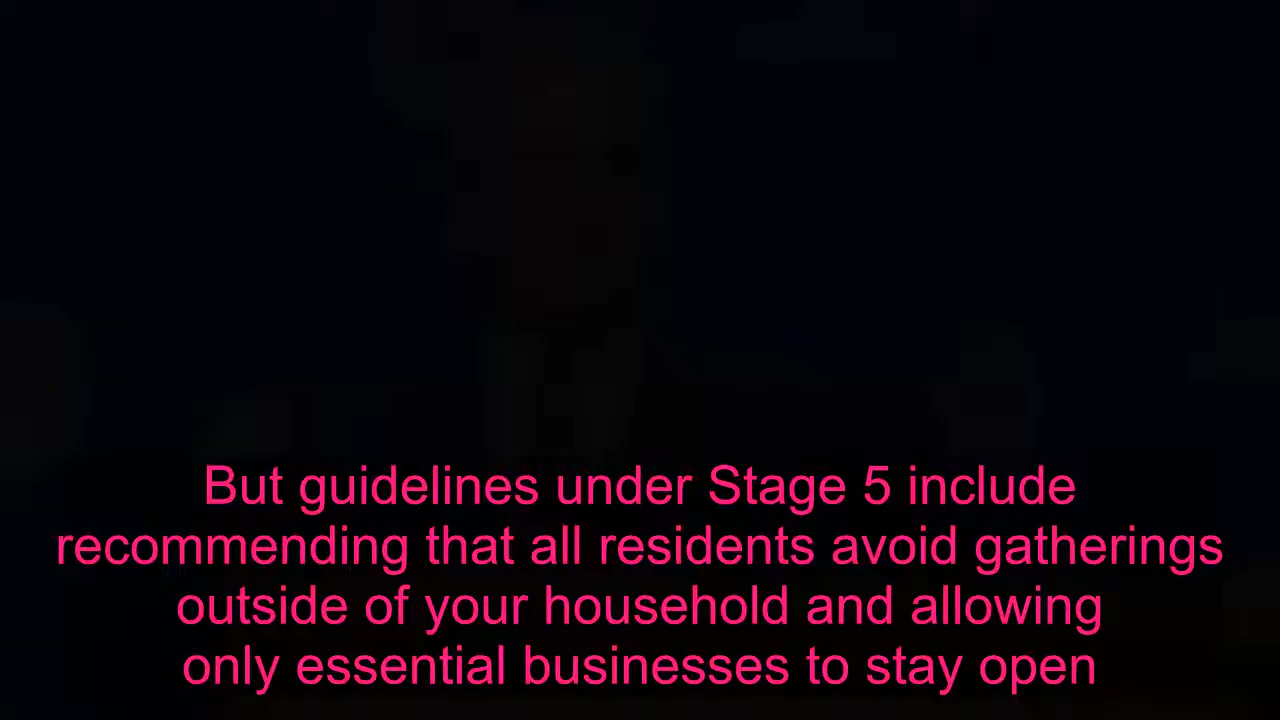 But guidelines under Stage 5 include
recommending that all residents avoid gatherings
outside of your household and allowing
only essential businesses to stay open